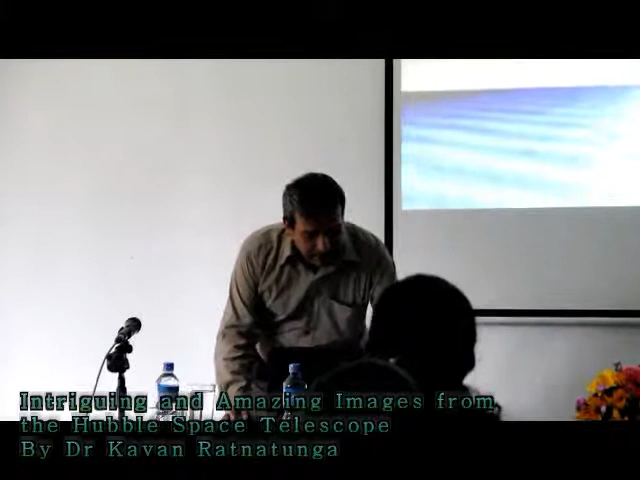 Intriguing and Amazing Images from
the Hubble Space Telescope
By Dr Kavan Ratnatunga